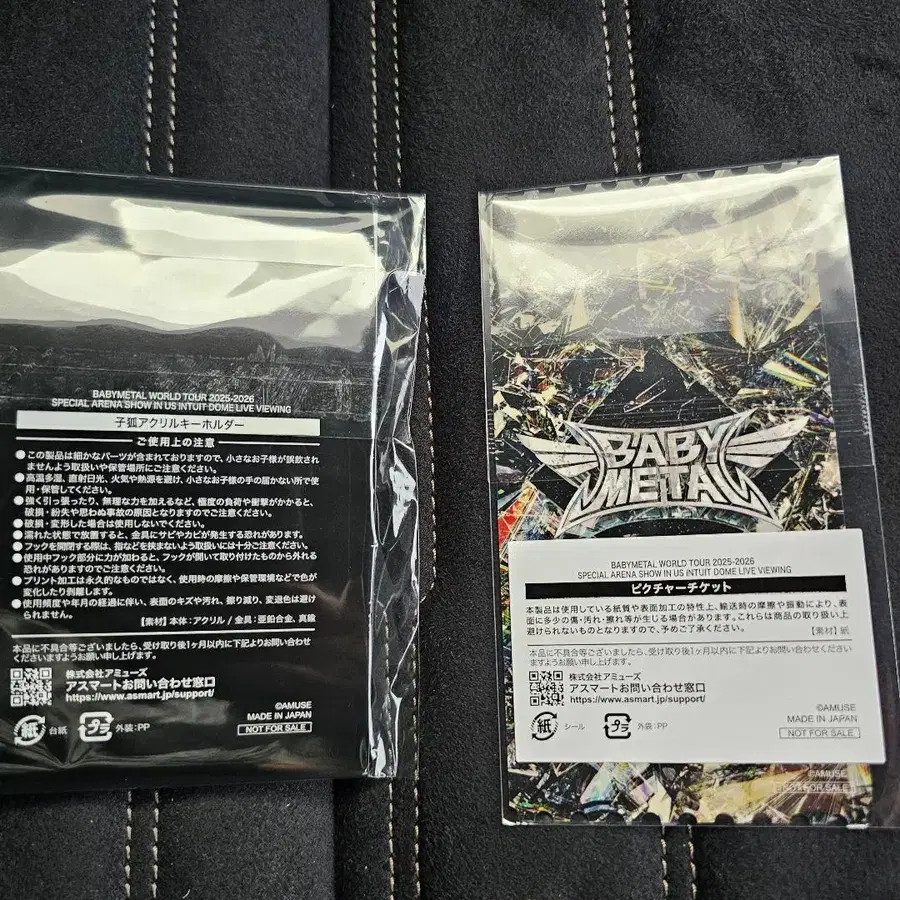 BABYMETAL WORLD TOUR 2025-2026
SPECIAL ARENA SHOW IN US INTUIT DOME LIVE VIEWING
子狐アクリルキーホルダー
ご使用上の注意
●この製品は細かなパーツが含まれておりますので、小さなお子様が誤飲され
ませんよう取扱いや保管場所にご注意ください。
●高温多湿、直射日光、火気や熱源を避け、小さなお子様の手の届かない所で使
用・保管してください。
●強く引っ張ったり、無理な力を加えるなど、極度の負荷や衝撃がかかると、
破損・紛失や思わぬ事故の原因となりますのでご注意ください。
●破損・変形した場合は使用しないでください。
●濡れた状態で放置すると、金具にサビやカビが発生する恐れがあります。
●フックを開閉する際は、指などを挟まないよう取扱いには十分ご注意ください。
●使用中フック部分に力が加わると、フックが開いて取り付けたものから外れる
恐れがありますのでご注意ください。
●プリント加工は永久的なものではなく、使用時の摩擦や保管環境などで色が
変化したり剥離します。
●使用頻度や年月の経過に伴い、表面のキズや汚れ、擦り減り、変退色は避け
られません。
【素材】本体:アクリル / 金具:亜鉛合金、真鍮
本品に不具合等ございましたら、受け取り後1ヶ月以内に下記よりお問い合わせ
くださいますようお願い申し上げます。
株式会社アミューズ
アスマートお問い合わせ窓口
https://www.asmart.jp/support/
紙 台紙 プラ 外装:PP
©AMUSE
MADE IN JAPAN
NOT FOR SALE
BABY
METAL
BABYMETAL WORLD TOUR 2025-2026
SPECIAL ARENA SHOW IN US INTUIT DOME LIVE VIEWING
ピクチャーチケット
本製品は使用している紙質や表面加工の特性上、輸送時の摩擦や振動により、表
面に多少の傷・汚れ・擦れ等が生じる場合があります。これらは商品の取り扱い上
避けられないものとなりますので、予めご了承ください。
【素材】紙
本品に不具合等ございましたら、受け取り後1ヶ月以内に下記よりお問い合わせくださいま
すようお願い申し上げます。
株式会社アミューズ
アスマートお問い合わせ窓口
https://www.asmart.jp/support/
紙 シール プラ 外袋:PP
©AMUSE
MADE IN JAPAN
NOT FOR SALE
©AMUSE
NOT FOR SALE